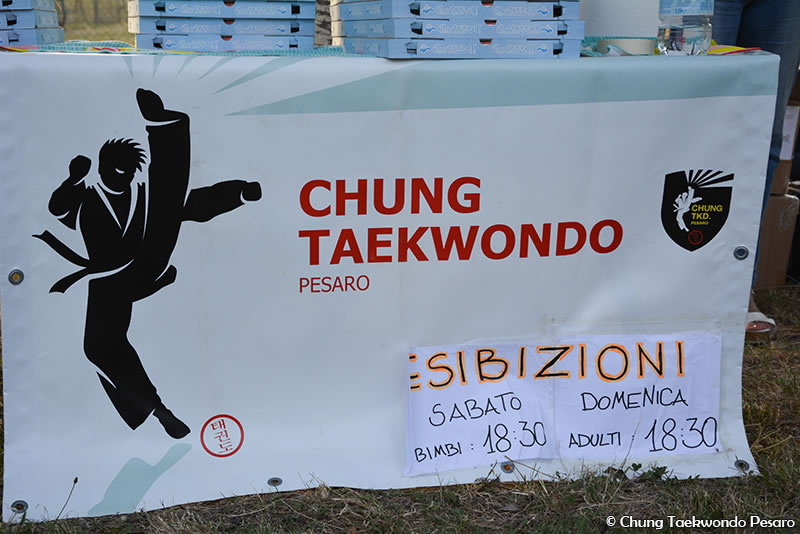 CHUNG
TAEKWONDO
PESARO
CHUNG
TKD.
PESARO
태권도
ESIBIZIONI
SABATO
BIMBI : 18:30
DOMENICA
ADULTI : 18:30
© Chung Taekwondo Pesaro